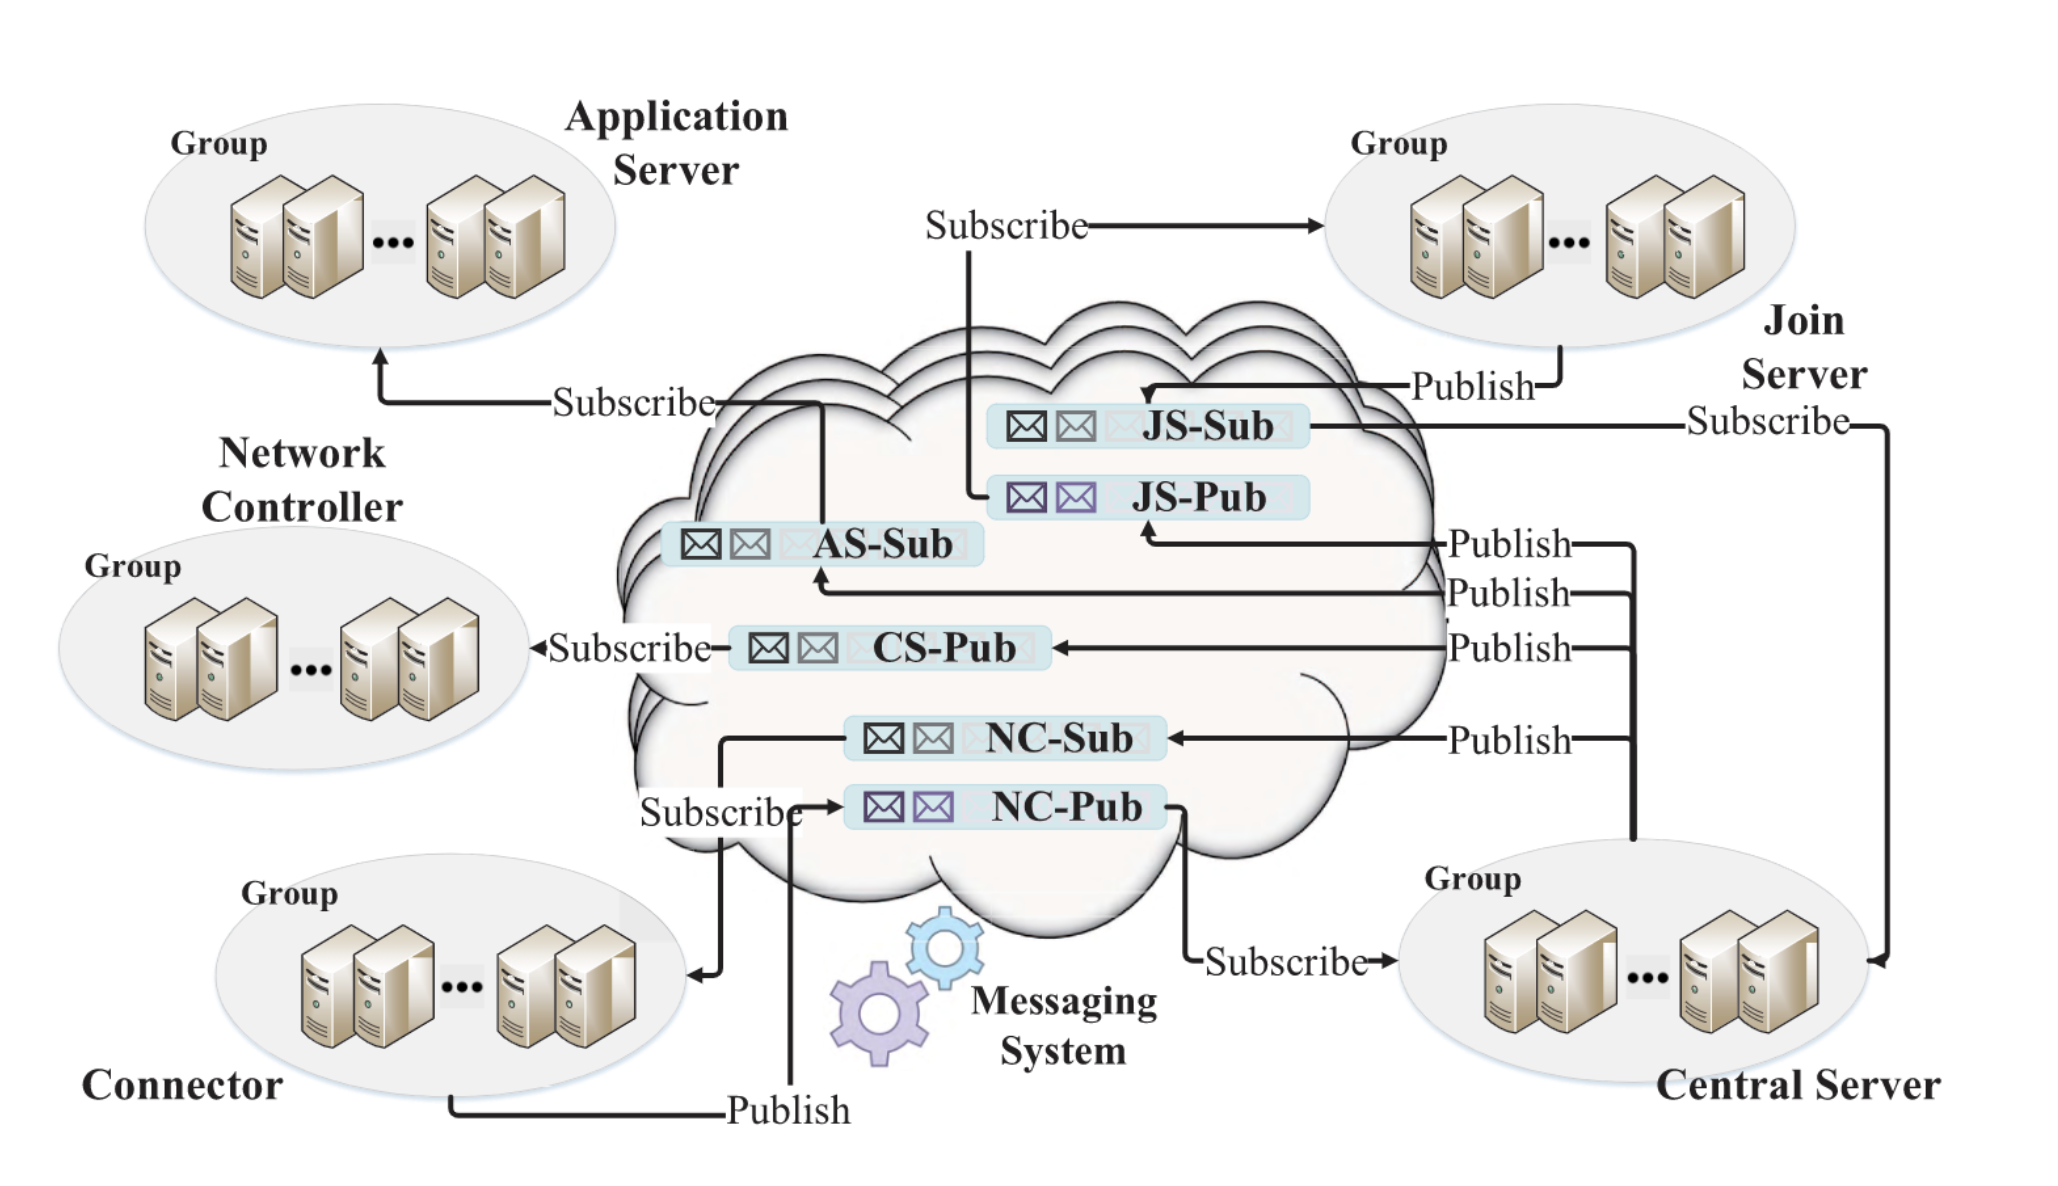 Application
Server
Group
Group
Subscribe
Join
Server
Publish
Subscribe
Subscribe
JS-Sub
Network
Controller
JS-Pub
AS-Sub
Publish
Group
Publish
Subscribe
CS-Pub
Publish
NC-Sub
Publish
Subscribe
NC-Pub
Group
Group
Subscribe
Messaging
System
Connector
Central Server
Publish